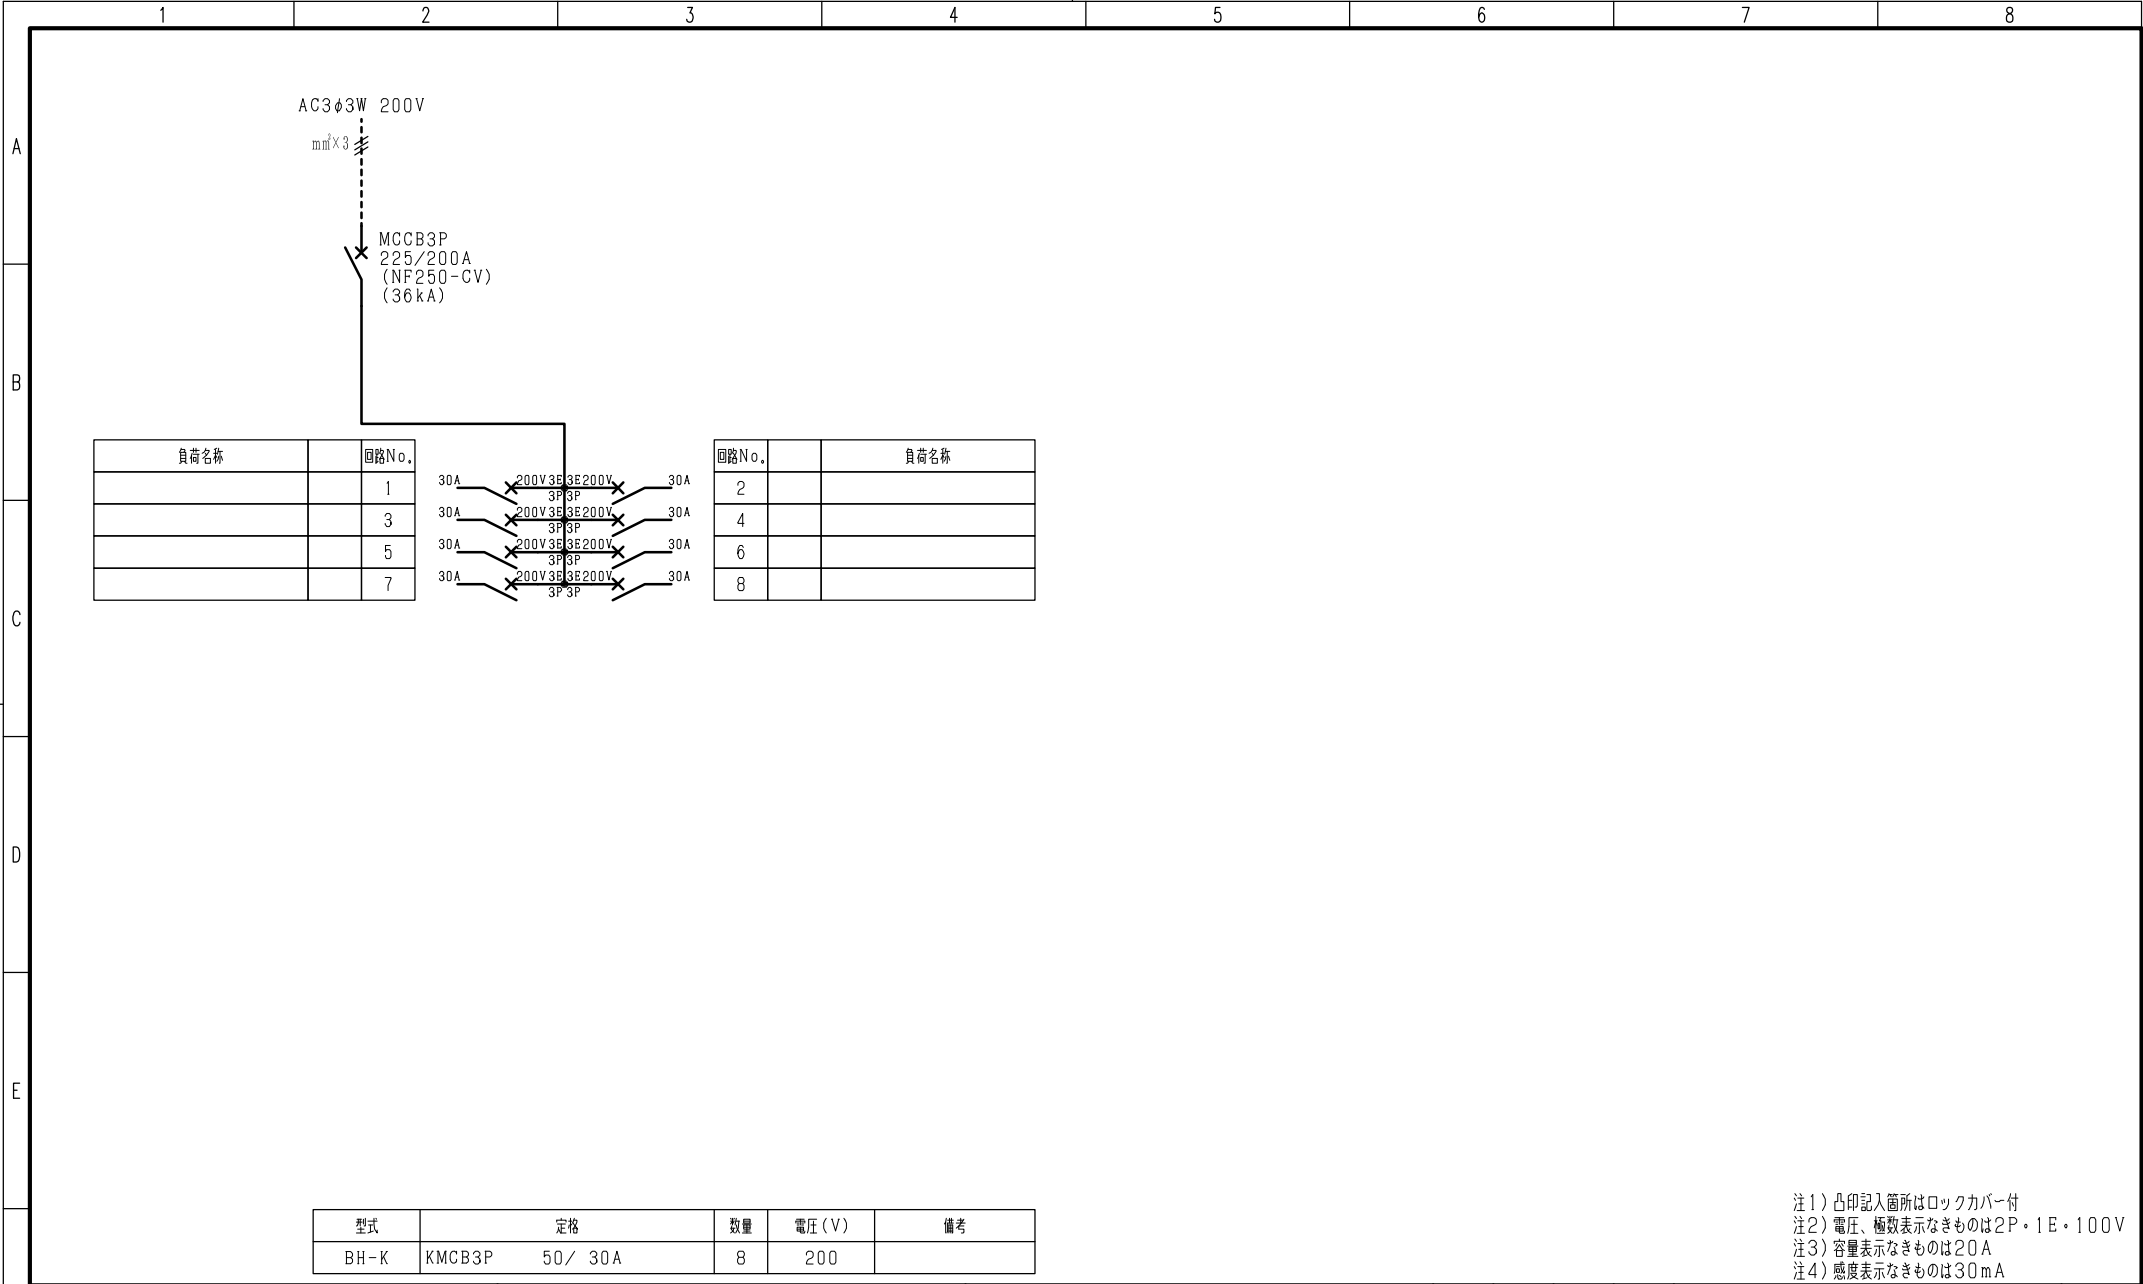 1 2 3 4 5 6 7 8
AC3φ3W 200V
A
mm²×3
MCCB3P
225/200A
(NF250-CV)
(36kA)
B
負荷名称 回路No. 回路No. 負荷名称
1 30A 200V3E 3E200V 30A 2
3P 3P
3 30A 200V3E 3E200V 30A 4
3P 3P
5 30A 200V3E 3E200V 30A 6
3P 3P
7 30A 200V3E 3E200V 30A 8
3P 3P
C
D
E
型式 定格 数量 電圧(V) 備考
BH-K KMCB3P 50/ 30A 8 200
注1)凸印記入箇所はロックカバー付
注2)電圧、極数表示なきものは2P・1E・100V
注3)容量表示なきものは20A
注4)感度表示なきものは30mA